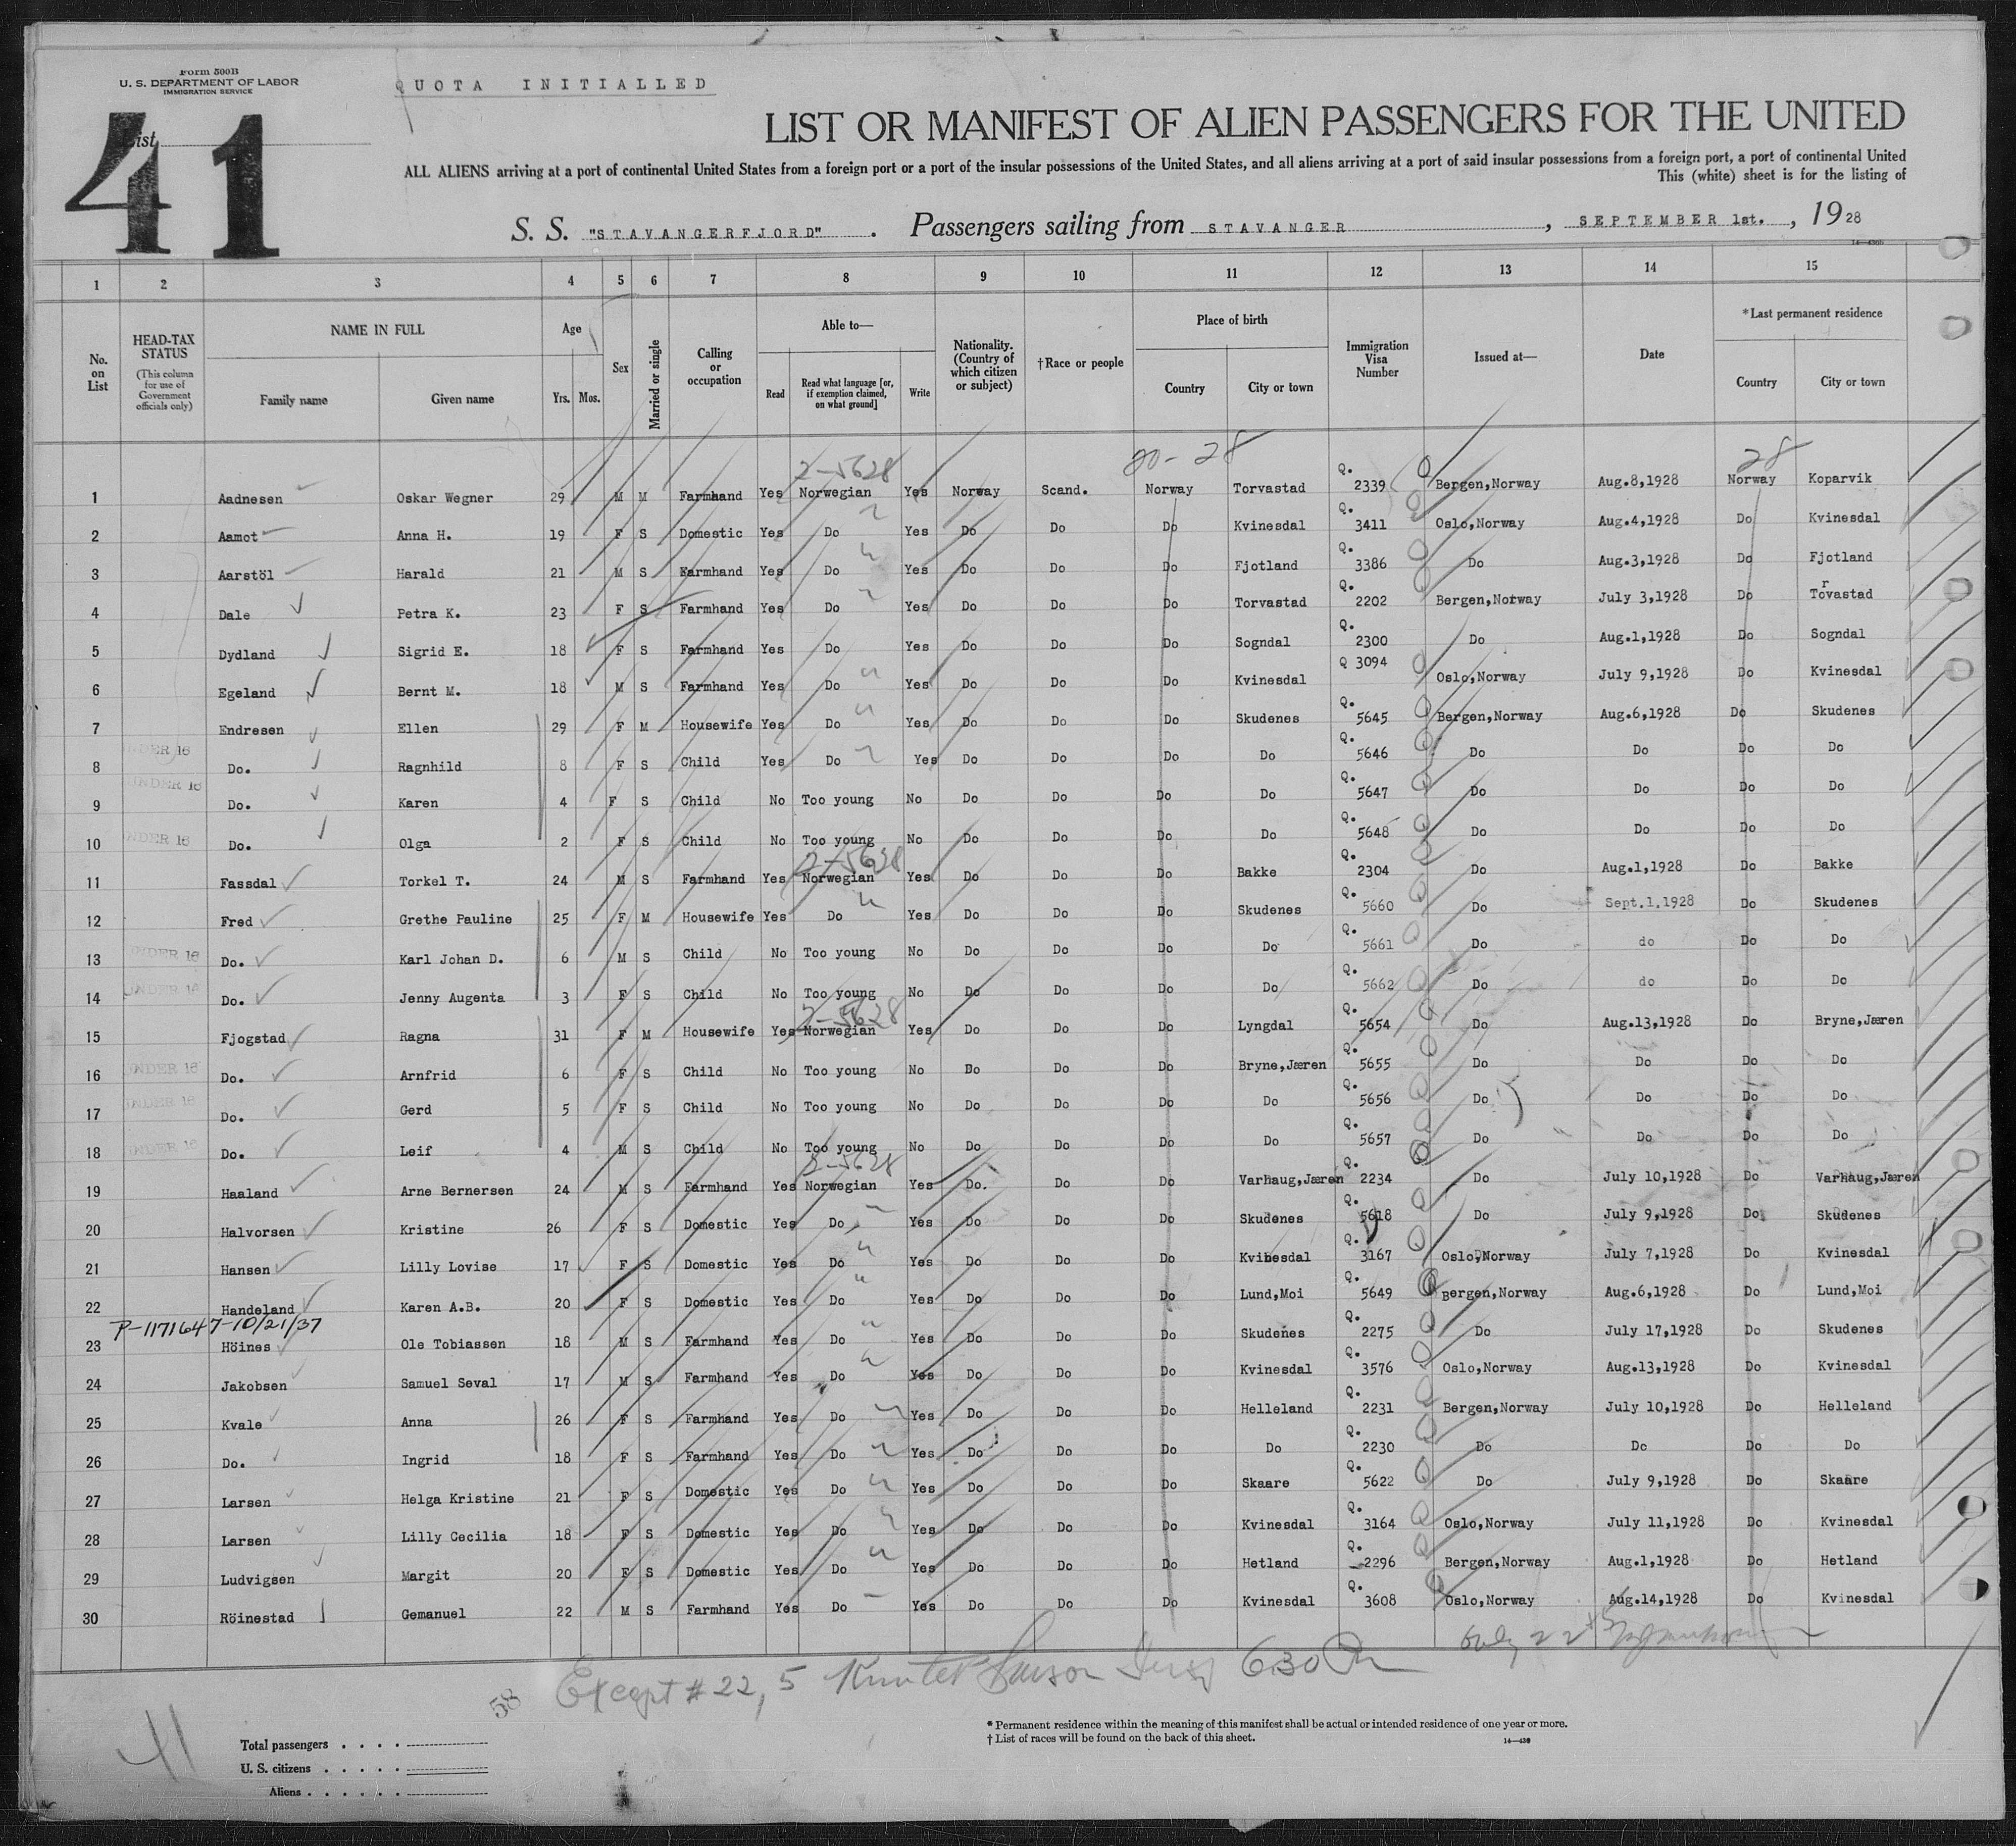 Form 500B
U. S. DEPARTMENT OF LABOR
IMMIGRATION SERVICE
QUOTA INITIALLED
List
41
LIST OR MANIFEST OF ALIEN PASSENGERS FOR THE UNITED
ALL ALIENS arriving at a port of continental United States from a foreign port or a port of the insular possessions of the United States, and all aliens arriving at a port of said insular possessions from a foreign port, a port of continental United
This (white) sheet is for the listing of
S. S. "STAVANGERFJORD". Passengers sailing from STAVANGER, SEPTEMBER 1st., 1928
1 2 3 4 5 6 7 8 9 10 11 12 13 14 15
No. on List
HEAD-TAX STATUS
(This column for use of Government officials only)
NAME IN FULL
Family name Given name
Age
Yrs. Mos.
Sex
Married or single
Calling or occupation
Able to—
Read Read what language [or, if exemption claimed, on what ground] Write
Nationality. (Country of which citizen or subject)
†Race or people
Place of birth
Country City or town
Immigration Visa Number
Issued at—
Date
*Last permanent residence
Country City or town
2-5628 20-28 28
1 Aadnesen Oskar Wegner 29 M M Farmhand Yes Norwegian Yes Norway Scand. Norway Torvastad Q. 2339 Bergen,Norway Aug.8,1928 Norway Koparvik
2 Aamot Anna H. 19 F S Domestic Yes Do Yes Do Do Do Kvinesdal Q. 3411 Oslo,Norway Aug.4,1928 Do Kvinesdal
3 Aarstöl Harald 21 M S Farmhand Yes Do Yes Do Do Do Fjotland Q. 3386 Do Aug.3,1928 Do Fjotland
4 Dale Petra K. 23 F S Farmhand Yes Do Yes Do Do Do Torvastad Q. 2202 Bergen,Norway July 3,1928 Do Torvastad
5 Dydland Sigrid E. 18 F S Farmhand Yes Do Yes Do Do Do Sogndal Q. 2300 Do Aug.1,1928 Do Sogndal
6 Egeland Bernt M. 18 M S Farmhand Yes Do Yes Do Do Do Kvinesdal Q 3094 Oslo,Norway July 9,1928 Do Kvinesdal
7 Endresen Ellen 29 F M Housewife Yes Do Yes Do Do Do Skudenes Q. 5645 Bergen,Norway Aug.6,1928 Do Skudenes
UNDER 16
8 Do. Ragnhild 8 F S Child Yes Do Yes Do Do Do Do Q. 5646 Do Do Do Do
UNDER 16
9 Do. Karen 4 F S Child No Too young No Do Do Do Do Q. 5647 Do Do Do Do
UNDER 16
10 Do. Olga 2 F S Child No Too young No Do Do Do Do Q. 5648 Do Do Do Do
2-5628
11 Fassdal Torkel T. 24 M S Farmhand Yes Norwegian Yes Do Do Do Bakke Q. 2304 Do Aug.1,1928 Do Bakke
12 Fred Grethe Pauline 25 F M Housewife Yes Do Yes Do Do Do Skudenes Q. 5660 Do Sept.1,1928 Do Skudenes
UNDER 16
13 Do. Karl Johan D. 6 M S Child No Too young No Do Do Do Do Q. 5661 Do do Do Do
UNDER 16
14 Do. Jenny Augenta 3 F S Child No Too young No Do Do Do Do Q. 5662 Do do Do Do
2-5628
15 Fjogstad Ragna 31 F M Housewife Yes Norwegian Yes Do Do Do Lyngdal Q. 5654 Do Aug.13,1928 Do Bryne,Jæren
UNDER 16
16 Do. Arnfrid 6 F S Child No Too young No Do Do Do Bryne,Jæren Q. 5655 Do Do Do Do
UNDER 16
17 Do. Gerd 5 F S Child No Too young No Do Do Do Do Q. 5656 Do Do Do Do
UNDER 16
18 Do. Leif 4 M S Child No Too young No Do Do Do Do Q. 5657 Do Do Do Do
2-5628
19 Haaland Arne Bernersen 24 M S Farmhand Yes Norwegian Yes Do. Do Do Varhaug,Jæren Q. 2234 Do July 10,1928 Do Varhaug,Jæren
20 Halvorsen Kristine 26 F S Domestic Yes Do Yes Do Do Do Skudenes Q. 5618 Do July 9,1928 Do Skudenes
21 Hansen Lilly Lovise 17 F S Domestic Yes Do Yes Do Do Do Kvinesdal Q. 3167 Oslo,Norway July 7,1928 Do Kvinesdal
22 Handeland Karen A.B. 20 F S Domestic Yes Do Yes Do Do Do Lund,Moi Q. 5649 Bergen,Norway Aug.6,1928 Do Lund,Moi
P-1171647-10/21/37
23 Höines Ole Tobiassen 18 M S Farmhand Yes Do Yes Do Do Do Skudenes Q. 2275 Do July 17,1928 Do Skudenes
24 Jakobsen Samuel Seval 17 M S Farmhand Yes Do Yes Do Do Do Kvinesdal Q. 3576 Oslo,Norway Aug.13,1928 Do Kvinesdal
25 Kvale Anna 26 F S Farmhand Yes Do Yes Do Do Do Helleland Q. 2231 Bergen,Norway July 10,1928 Do Helleland
26 Do. Ingrid 18 F S Farmhand Yes Do Yes Do Do Do Do Q. 2230 Do Do Do Do
27 Larsen Helga Kristine 21 F S Domestic Yes Do Yes Do Do Do Skaare Q. 5622 Do July 9,1928 Do Skaare
28 Larsen Lilly Cecilia 18 F S Domestic Yes Do Yes Do Do Do Kvinesdal Q. 3164 Oslo,Norway July 11,1928 Do Kvinesdal
29 Ludvigsen Margit 20 F S Domestic Yes Do Yes Do Do Do Hetland Q. 2296 Bergen,Norway Aug.1,1928 Do Hetland
30 Röinestad Gemanuel 22 M S Farmhand Yes Do Yes Do Do Do Kvinesdal Q. 3608 Oslo,Norway Aug.14,1928 Do Kvinesdal
Only 22
Except # 22, 5 630
58
41
Total passengers
U. S. citizens
Aliens
* Permanent residence within the meaning of this manifest shall be actual or intended residence of one year or more.
† List of races will be found on the back of this sheet.